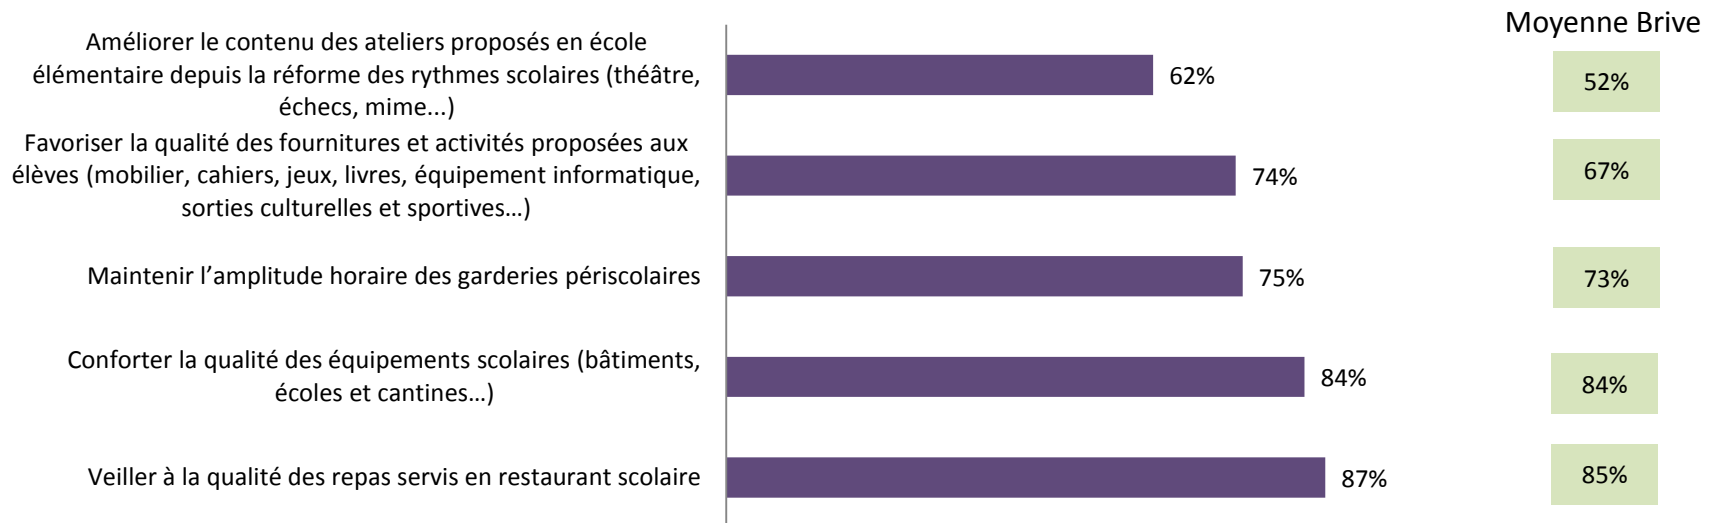 Moyenne Brive
Améliorer le contenu des ateliers proposés en école
élémentaire depuis la réforme des rythmes scolaires (théâtre,
échecs, mime...)
62%
52%
Favoriser la qualité des fournitures et activités proposées aux
élèves (mobilier, cahiers, jeux, livres, équipement informatique,
sorties culturelles et sportives…)
74%
67%
Maintenir l’amplitude horaire des garderies périscolaires
75%
73%
Conforter la qualité des équipements scolaires (bâtiments,
écoles et cantines…)
84%
84%
Veiller à la qualité des repas servis en restaurant scolaire
87%
85%